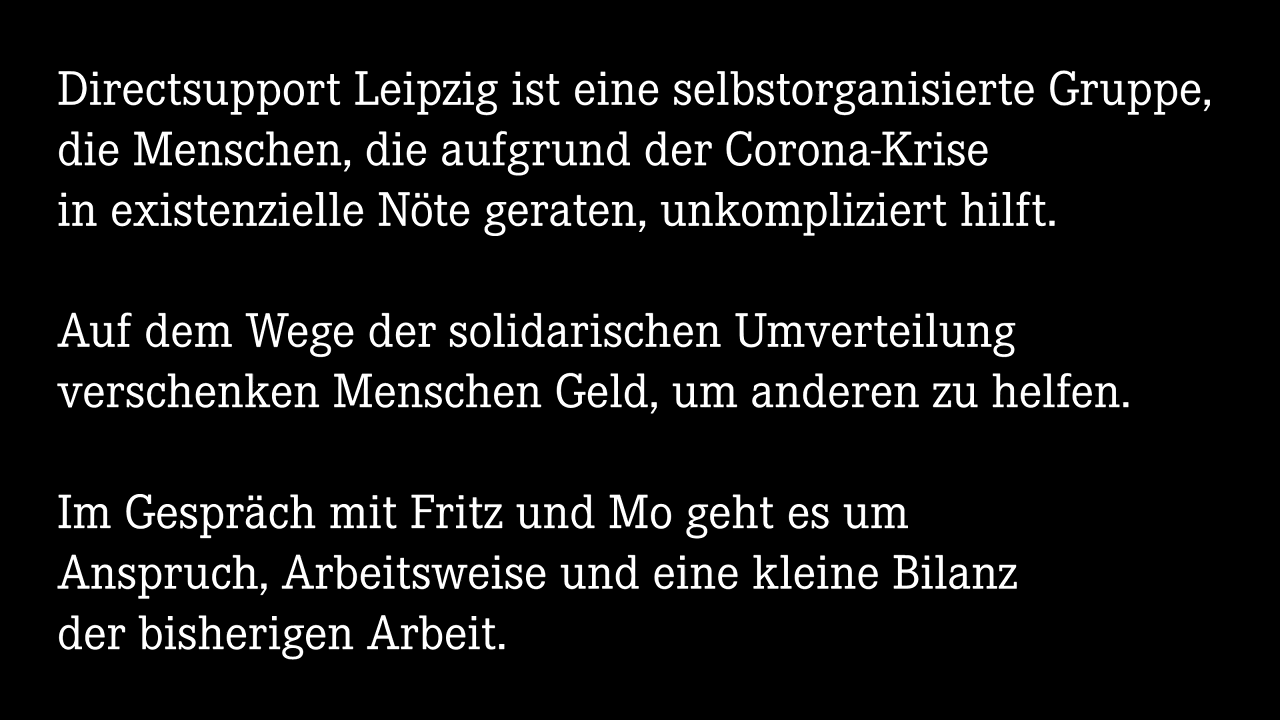 Directsupport Leipzig ist eine selbstorganisierte Gruppe,
die Menschen, die aufgrund der Corona-Krise
in existenzielle Nöte geraten, unkompliziert hilft.
Auf dem Wege der solidarischen Umverteilung
verschenken Menschen Geld, um anderen zu helfen.
Im Gespräch mit Fritz und Mo geht es um
Anspruch, Arbeitsweise und eine kleine Bilanz
der bisherigen Arbeit.